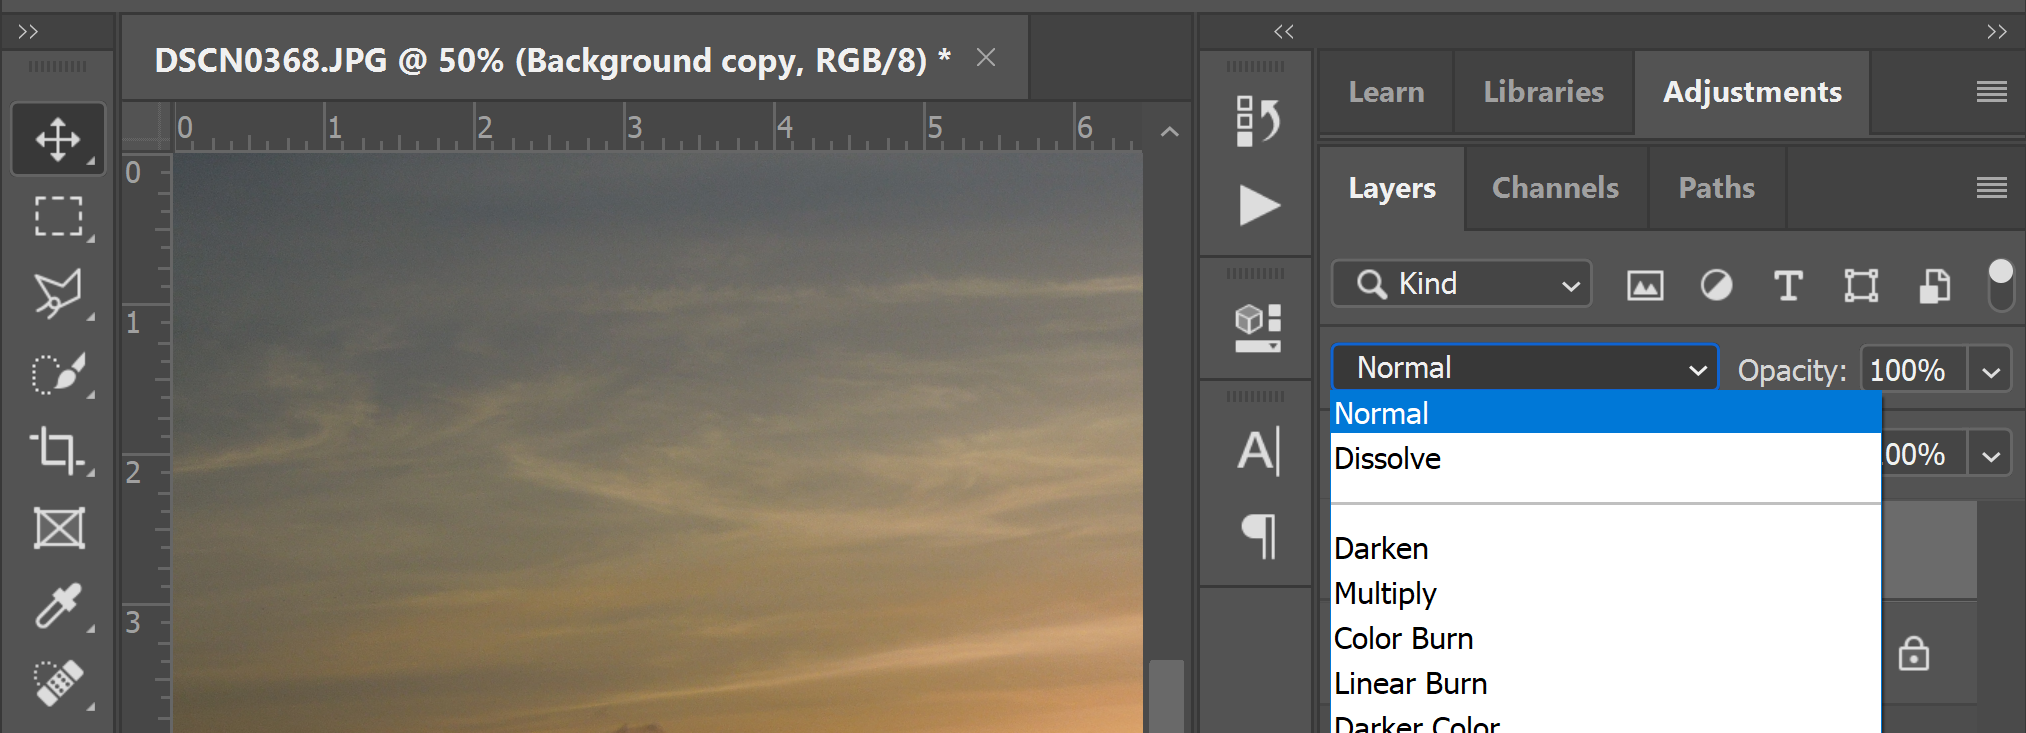 DSCN0368.JPG @ 50% (Background copy, RGB/8) *
0 1 2 3 4 5 6
0
1
2
3
Learn Libraries Adjustments
Layers Channels Paths
Kind
Normal Opacity: 100%
Normal
Dissolve 00%
Darken
Multiply
Color Burn
Linear Burn
Darker Color